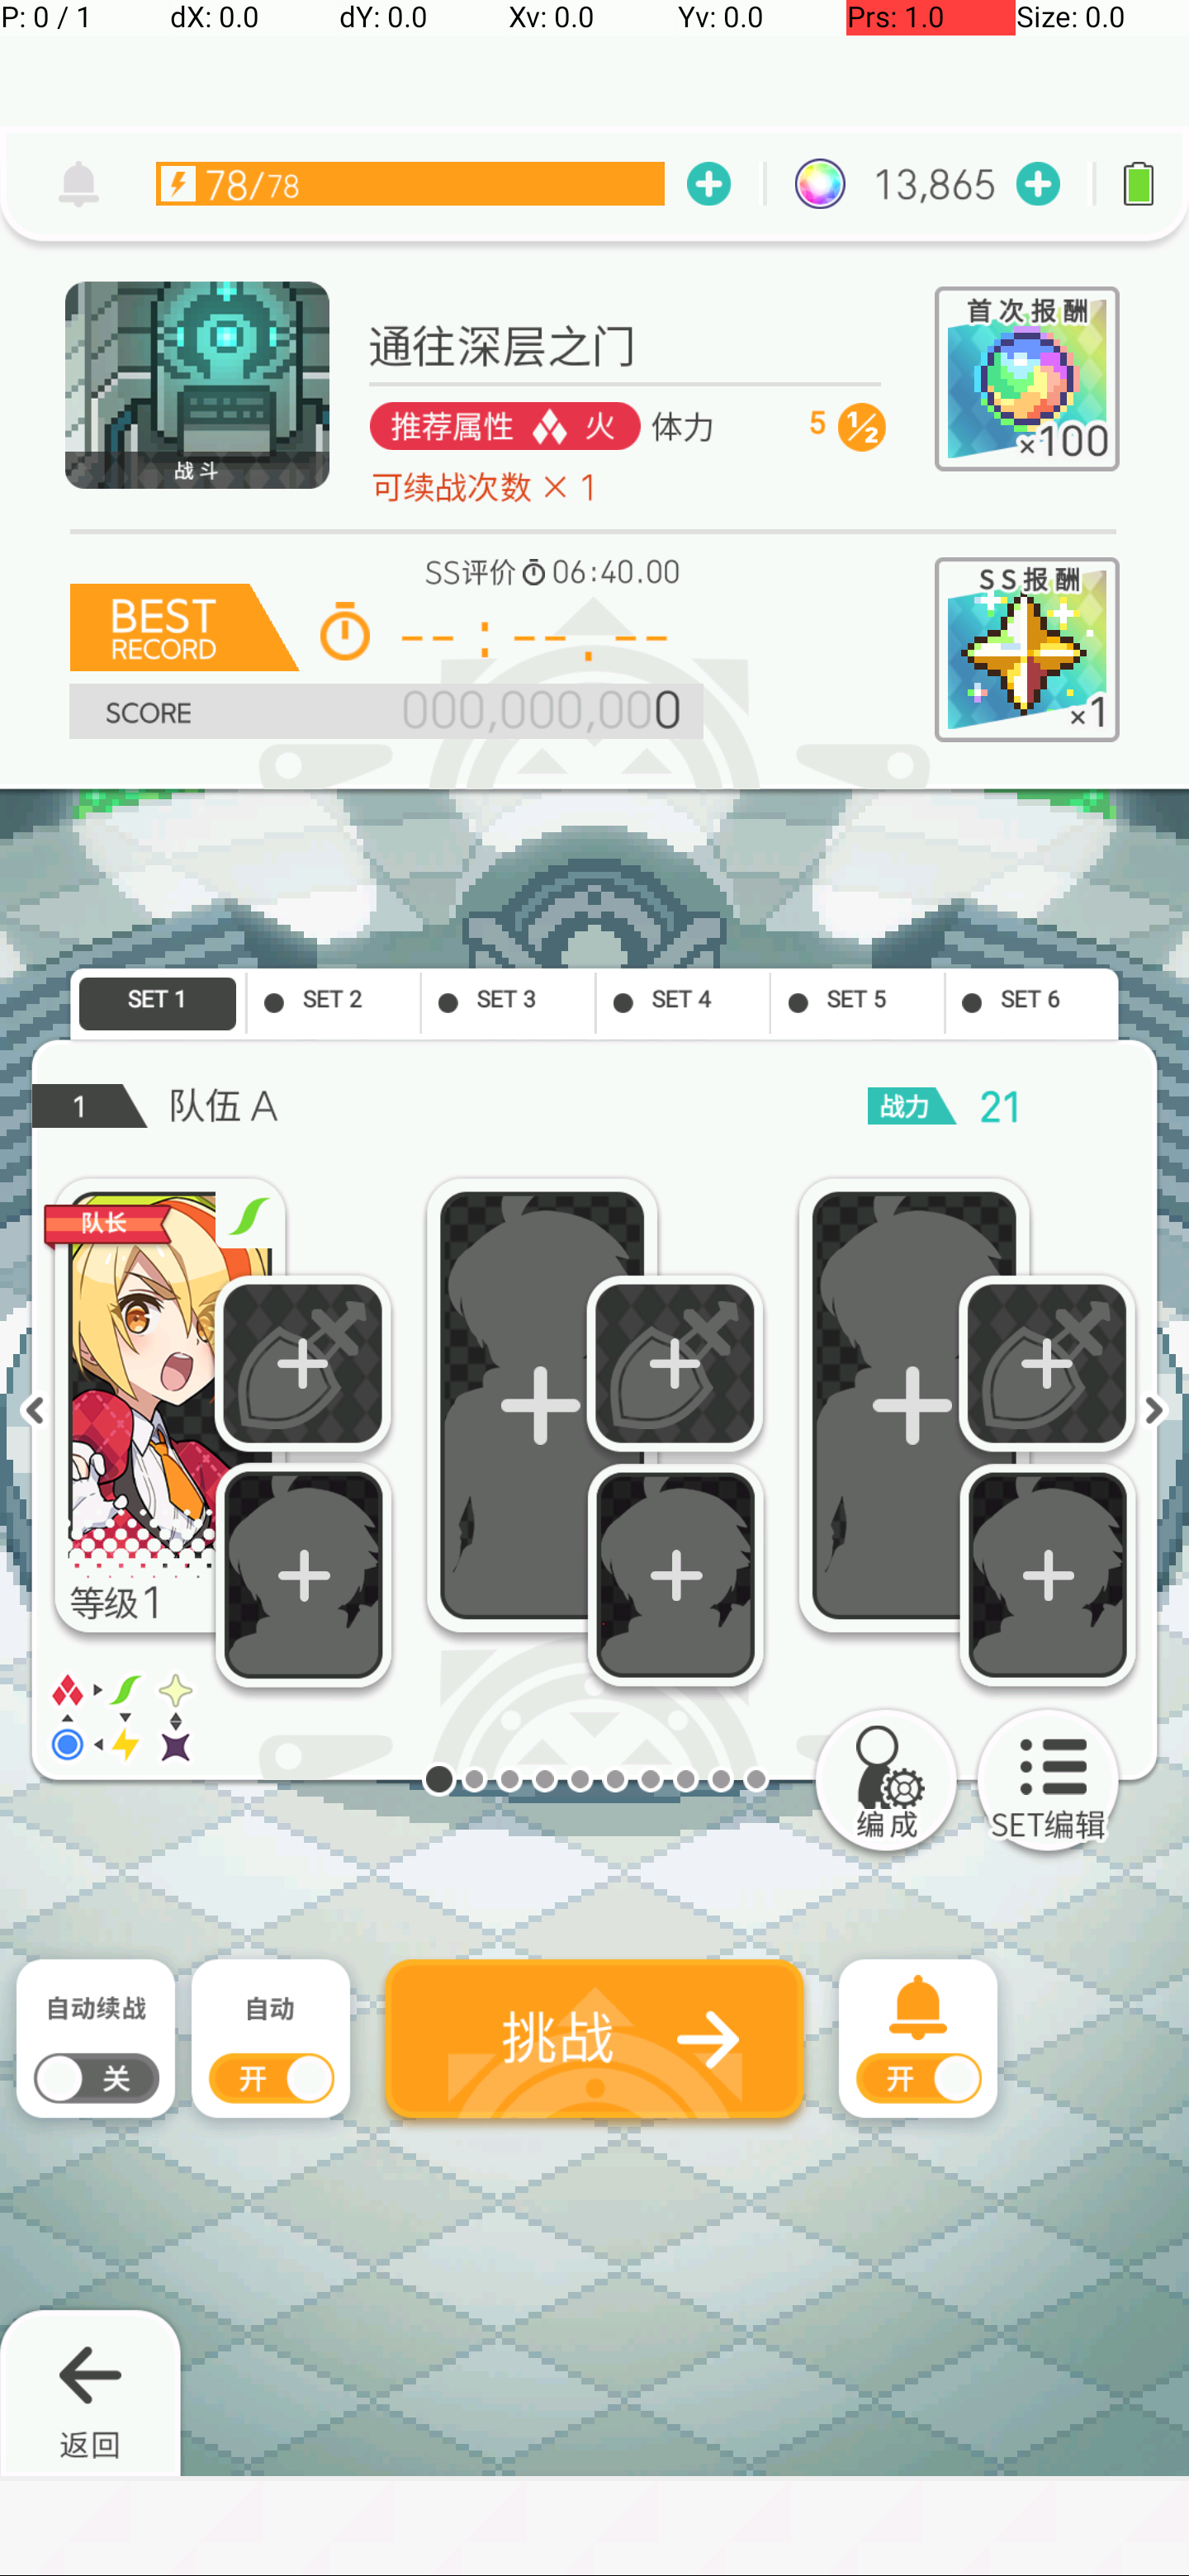 P: 0 / 1 dX: 0.0 dY: 0.0 Xv: 0.0 Yv: 0.0 Prs: 1.0 Size: 0.0
78/78 13,865
首次报酬
×100
通往深层之门
推荐属性 火 体力 5 1/2
战斗
可续战次数 × 1
SS评价 06:40.00
SS报酬
×1
BEST
RECORD
--:--.--
SCORE 000,000,000
SET 1 SET 2 SET 3 SET 4 SET 5 SET 6
1 队伍 A 战力 21
队长
等级1
编成 SET编辑
自动续战 自动 挑战
关 开 开
返回